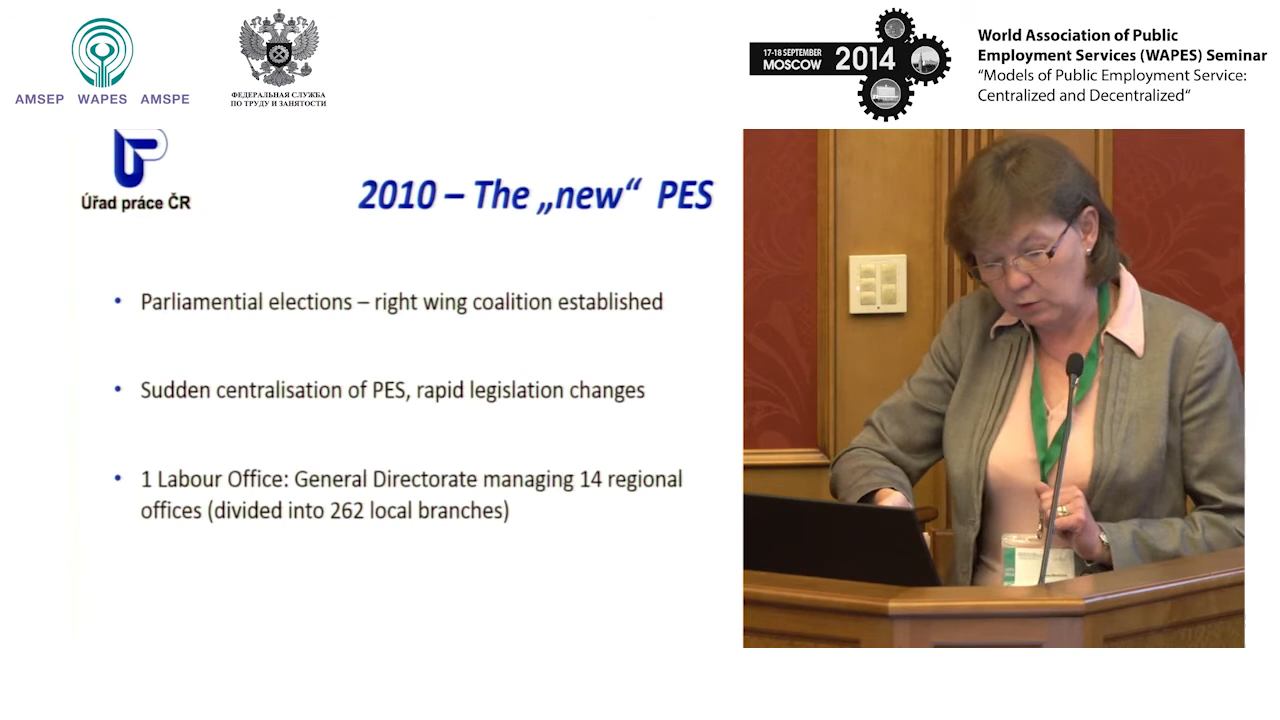 AMSEP WAPES AMSPE
ФЕДЕРАЛЬНАЯ СЛУЖБА
ПО ТРУДУ И ЗАНЯТОСТИ
17-18 SEPTEMBER
MOSCOW 2014
World Association of Public
Employment Services (WAPES) Seminar
“Models of Public Employment Service:
Centralized and Decentralized“
Úřad práce ČR
2010 – The „new“ PES
• Parliamential elections – right wing coalition established
• Sudden centralisation of PES, rapid legislation changes
• 1 Labour Office: General Directorate managing 14 regional
offices (divided into 262 local branches)